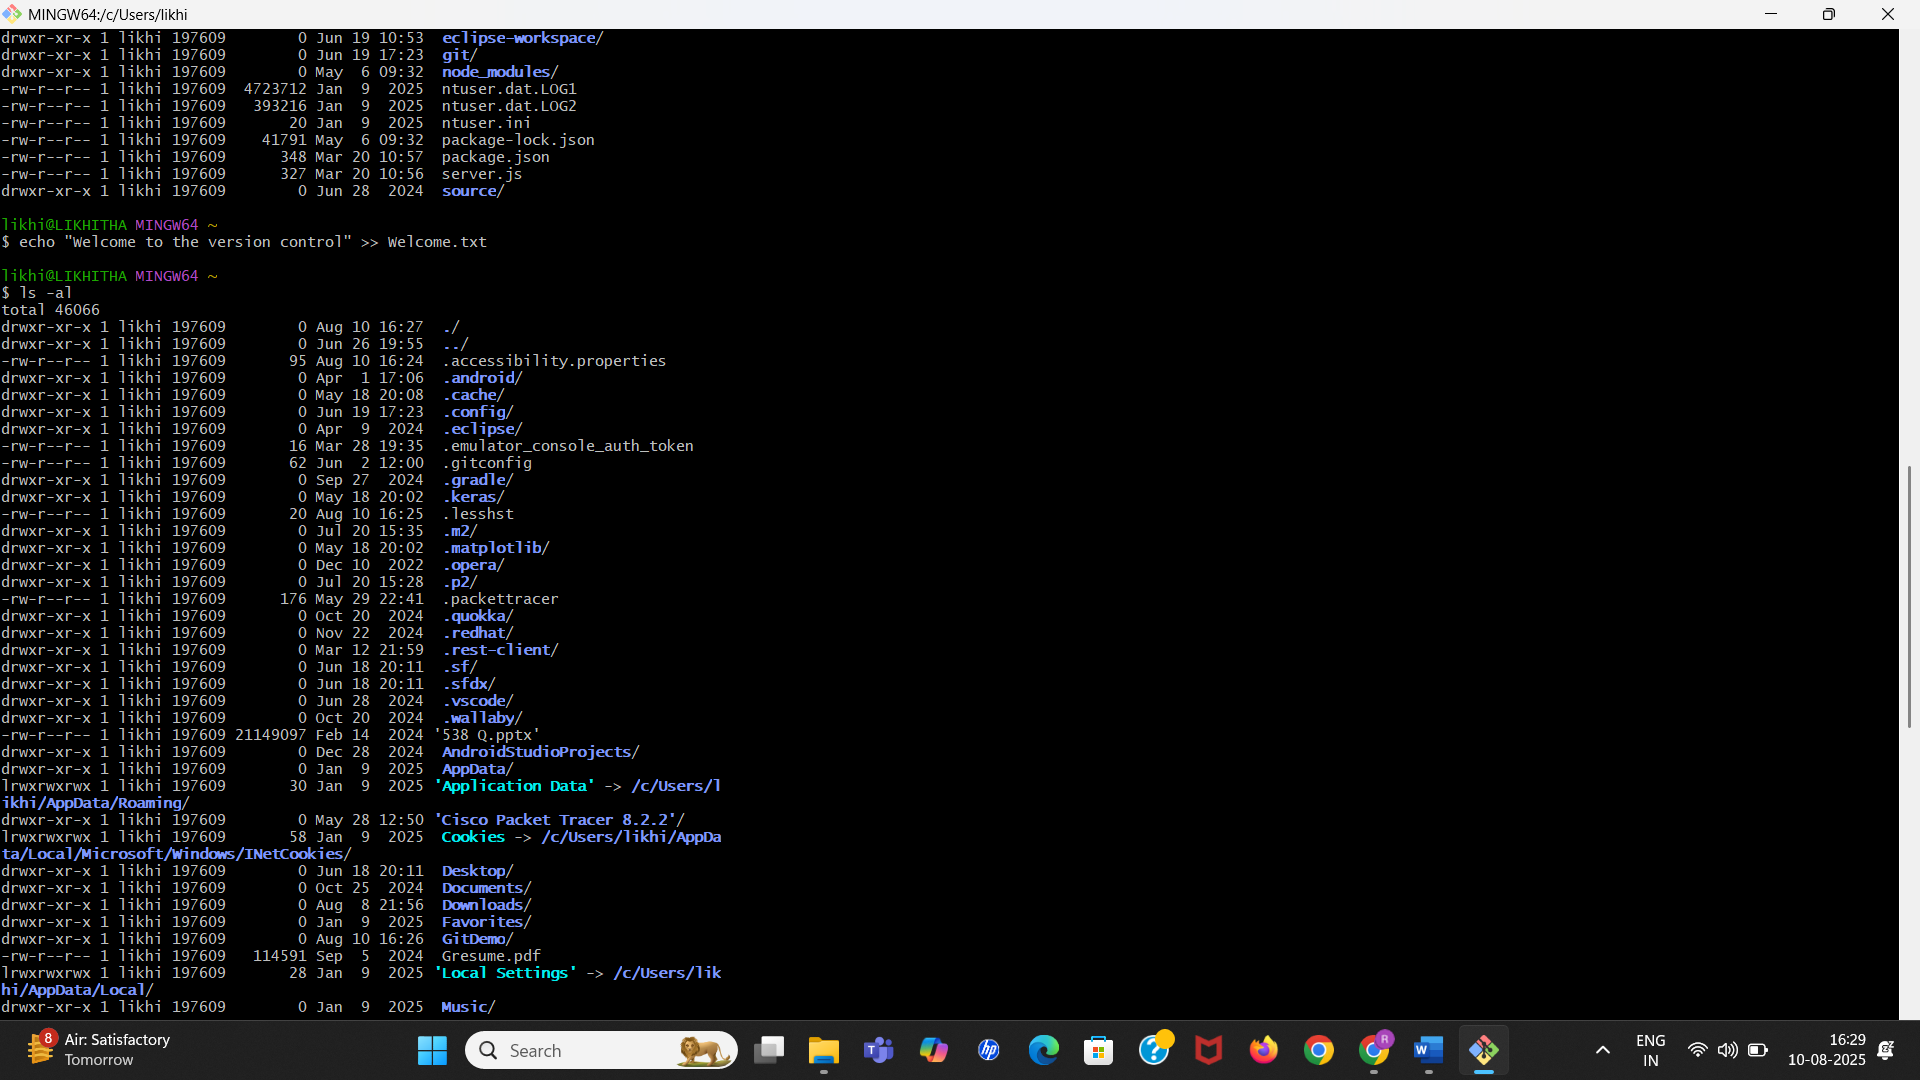 MINGW64:/c/Users/likhi
drwxr-xr-x 1 likhi 197609        0 Jun 19 10:53  eclipse-workspace/
drwxr-xr-x 1 likhi 197609        0 Jun 19 17:23  git/
drwxr-xr-x 1 likhi 197609        0 May  6 09:32  node_modules/
-rw-r--r-- 1 likhi 197609  4723712 Jan  9  2025  ntuser.dat.LOG1
-rw-r--r-- 1 likhi 197609   393216 Jan  9  2025  ntuser.dat.LOG2
-rw-r--r-- 1 likhi 197609       20 Jan  9  2025  ntuser.ini
-rw-r--r-- 1 likhi 197609    41791 May  6 09:32  package-lock.json
-rw-r--r-- 1 likhi 197609      348 Mar 20 10:57  package.json
-rw-r--r-- 1 likhi 197609      327 Mar 20 10:56  server.js
drwxr-xr-x 1 likhi 197609        0 Jun 28  2024  source/
likhi@LIKHITHA MINGW64 ~
$ echo "Welcome to the version control" >> Welcome.txt
likhi@LIKHITHA MINGW64 ~
$ ls -al
total 46066
drwxr-xr-x 1 likhi 197609        0 Aug 10 16:27  ./
drwxr-xr-x 1 likhi 197609        0 Jun 26 19:55  ../
-rw-r--r-- 1 likhi 197609       95 Aug 10 16:24  .accessibility.properties
drwxr-xr-x 1 likhi 197609        0 Apr  1 17:06  .android/
drwxr-xr-x 1 likhi 197609        0 May 18 20:08  .cache/
drwxr-xr-x 1 likhi 197609        0 Jun 19 17:23  .config/
drwxr-xr-x 1 likhi 197609        0 Apr  9  2024  .eclipse/
-rw-r--r-- 1 likhi 197609       16 Mar 28 19:35  .emulator_console_auth_token
-rw-r--r-- 1 likhi 197609       62 Jun  2 12:00  .gitconfig
drwxr-xr-x 1 likhi 197609        0 Sep 27  2024  .gradle/
drwxr-xr-x 1 likhi 197609        0 May 18 20:02  .keras/
-rw-r--r-- 1 likhi 197609       20 Aug 10 16:25  .lesshst
drwxr-xr-x 1 likhi 197609        0 Jul 20 15:35  .m2/
drwxr-xr-x 1 likhi 197609        0 May 18 20:02  .matplotlib/
drwxr-xr-x 1 likhi 197609        0 Dec 10  2022  .opera/
drwxr-xr-x 1 likhi 197609        0 Jul 20 15:28  .p2/
-rw-r--r-- 1 likhi 197609      176 May 29 22:41  .packettracer
drwxr-xr-x 1 likhi 197609        0 Oct 20  2024  .quokka/
drwxr-xr-x 1 likhi 197609        0 Nov 22  2024  .redhat/
drwxr-xr-x 1 likhi 197609        0 Mar 12 21:59  .rest-client/
drwxr-xr-x 1 likhi 197609        0 Jun 18 20:11  .sf/
drwxr-xr-x 1 likhi 197609        0 Jun 18 20:11  .sfdx/
drwxr-xr-x 1 likhi 197609        0 Jun 28  2024  .vscode/
drwxr-xr-x 1 likhi 197609        0 Oct 20  2024  .wallaby/
-rw-r--r-- 1 likhi 197609 21149097 Feb 14  2024 '538 Q.pptx'
drwxr-xr-x 1 likhi 197609        0 Dec 28  2024  AndroidStudioProjects/
drwxr-xr-x 1 likhi 197609        0 Jan  9  2025  AppData/
lrwxrwxrwx 1 likhi 197609       30 Jan  9  2025 'Application Data' -> /c/Users/l
ikhi/AppData/Roaming/
drwxr-xr-x 1 likhi 197609        0 May 28 12:50 'Cisco Packet Tracer 8.2.2'/
lrwxrwxrwx 1 likhi 197609       58 Jan  9  2025  Cookies -> /c/Users/likhi/AppDa
ta/Local/Microsoft/Windows/INetCookies/
drwxr-xr-x 1 likhi 197609        0 Jun 18 20:11  Desktop/
drwxr-xr-x 1 likhi 197609        0 Oct 25  2024  Documents/
drwxr-xr-x 1 likhi 197609        0 Aug  8 21:56  Downloads/
drwxr-xr-x 1 likhi 197609        0 Jan  9  2025  Favorites/
drwxr-xr-x 1 likhi 197609        0 Aug 10 16:26  GitDemo/
-rw-r--r-- 1 likhi 197609   114591 Sep  5  2024  Gresume.pdf
lrwxrwxrwx 1 likhi 197609       28 Jan  9  2025 'Local Settings' -> /c/Users/lik
hi/AppData/Local/
drwxr-xr-x 1 likhi 197609        0 Jan  9  2025  Music/
8
Air: Satisfactory
Tomorrow
Search
hp
R
W
ENG
IN
16:29
10-08-2025